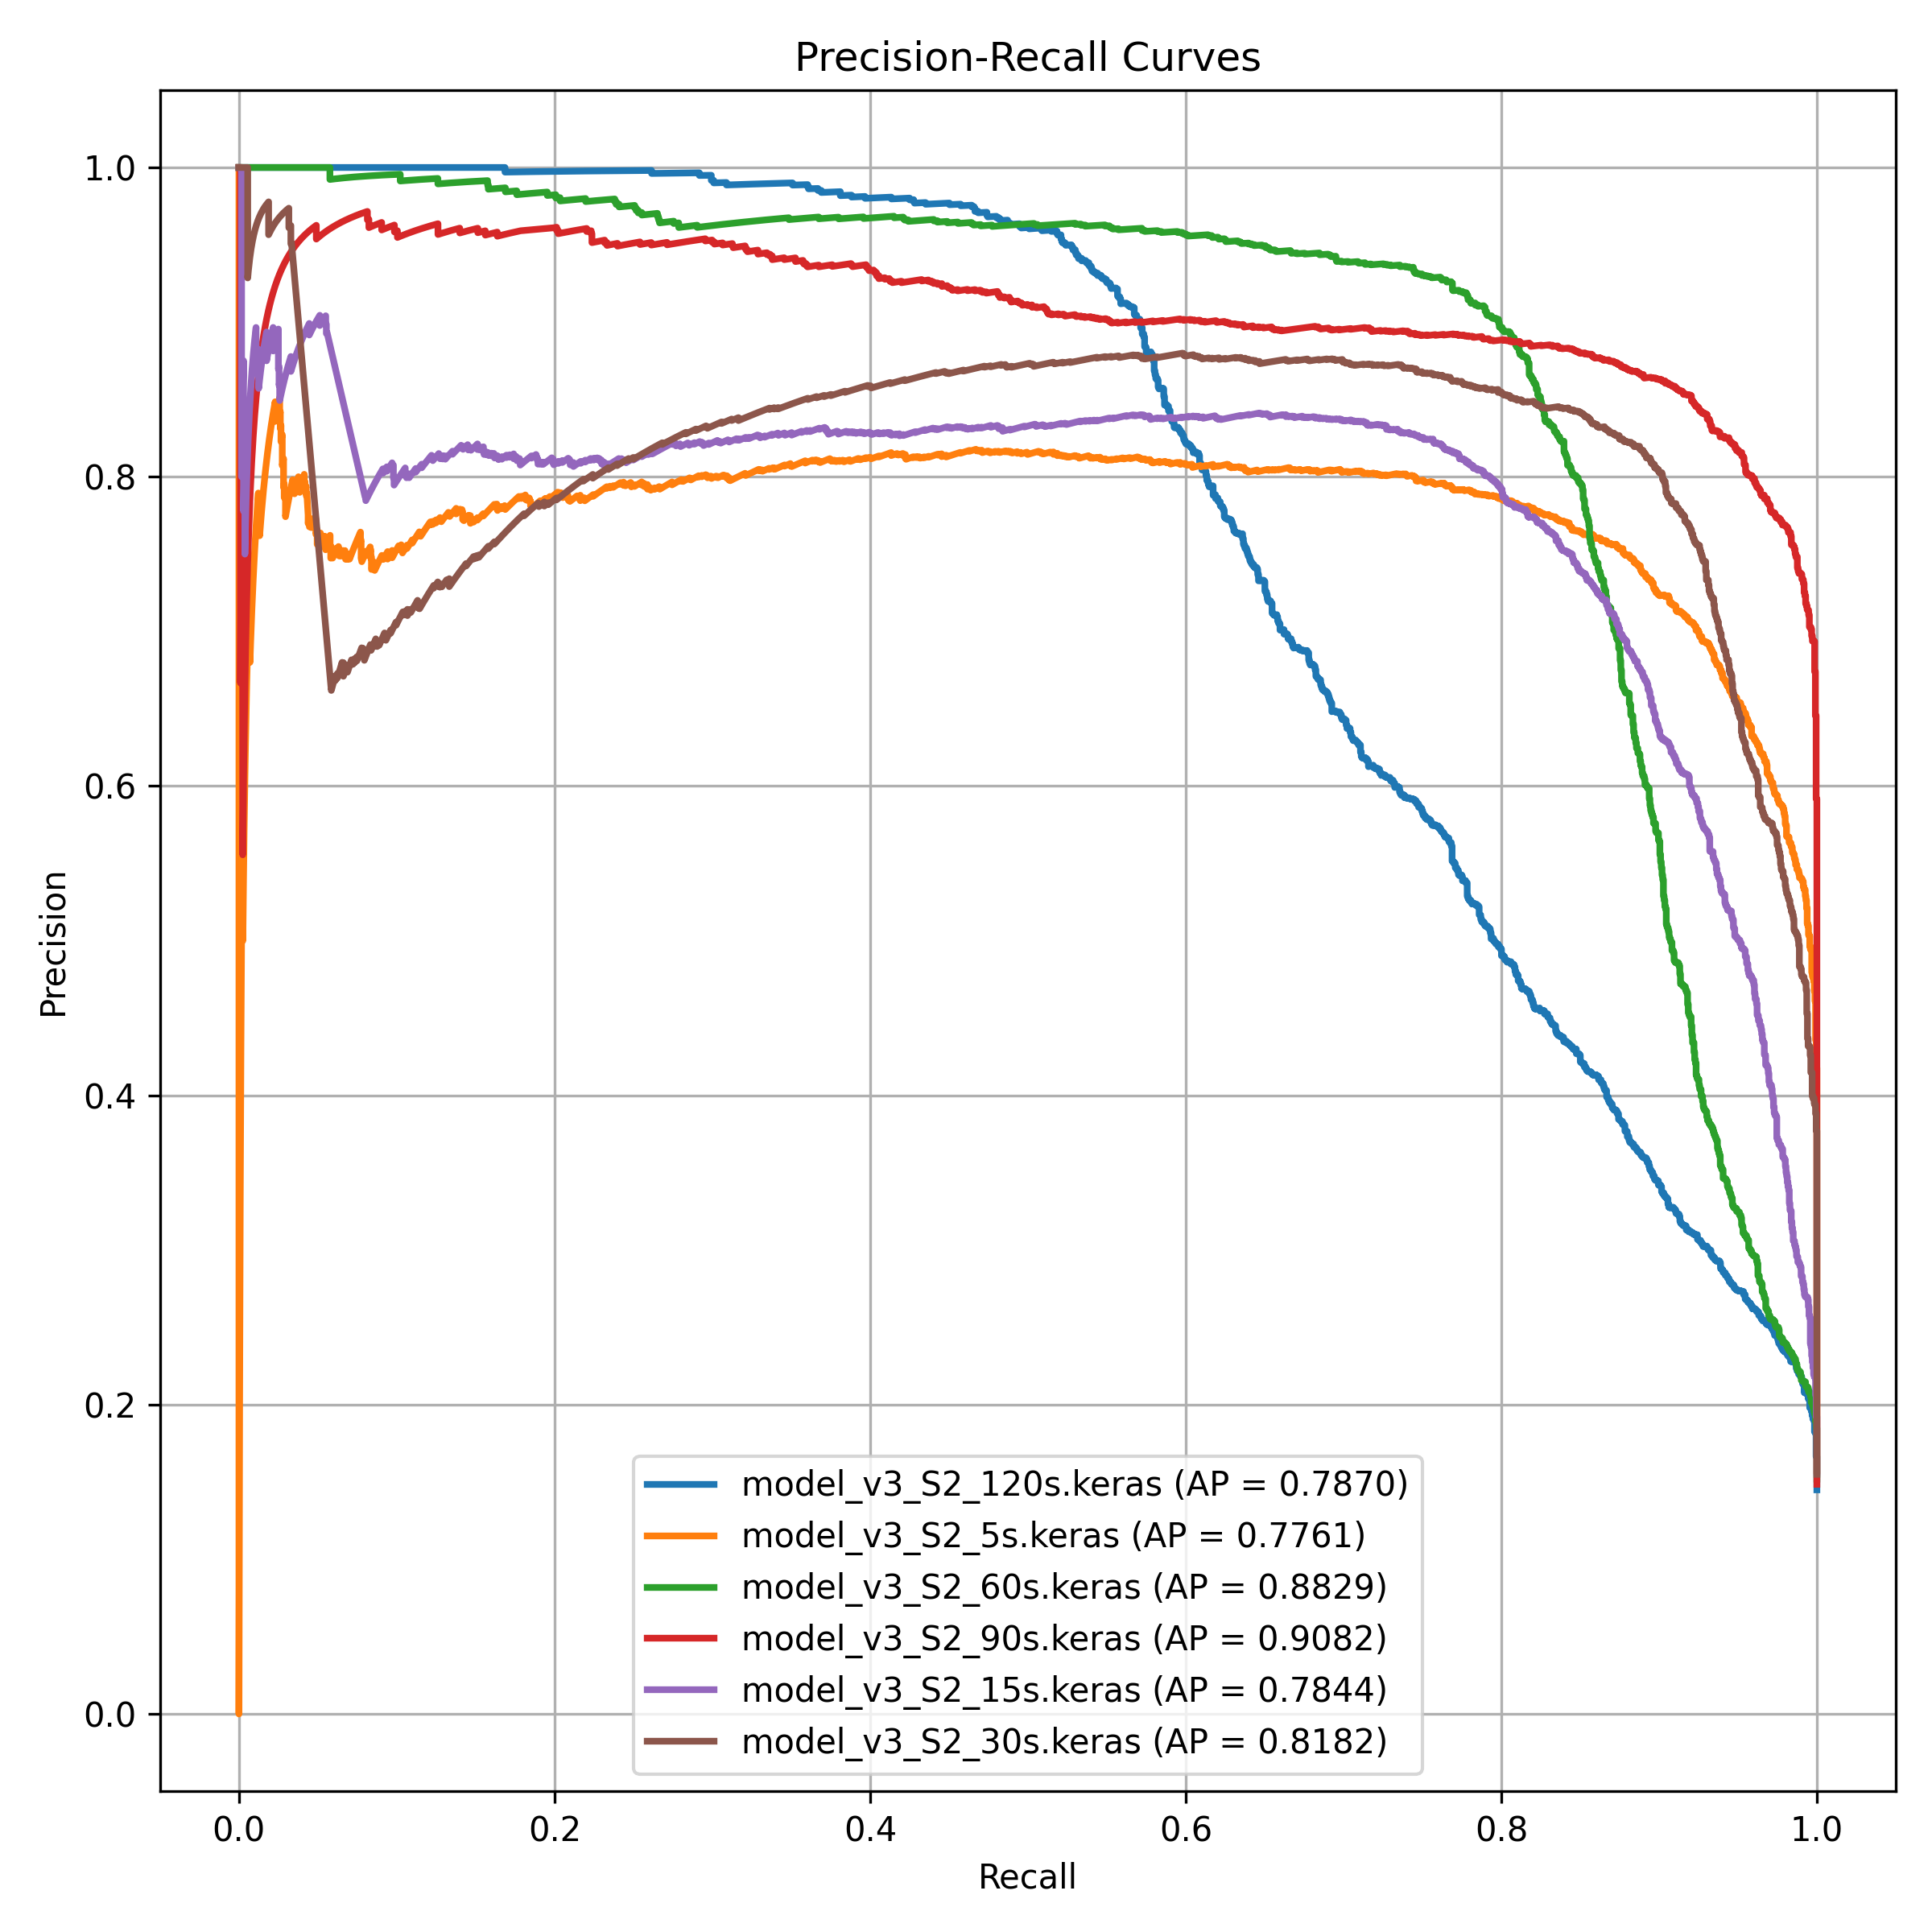 Precision-Recall Curves
1.0
0.8
0.6
0.4
0.2
0.0
Precision
0.0 0.2 0.4 0.6 0.8 1.0
Recall
model_v3_S2_120s.keras (AP = 0.7870)
model_v3_S2_5s.keras (AP = 0.7761)
model_v3_S2_60s.keras (AP = 0.8829)
model_v3_S2_90s.keras (AP = 0.9082)
model_v3_S2_15s.keras (AP = 0.7844)
model_v3_S2_30s.keras (AP = 0.8182)